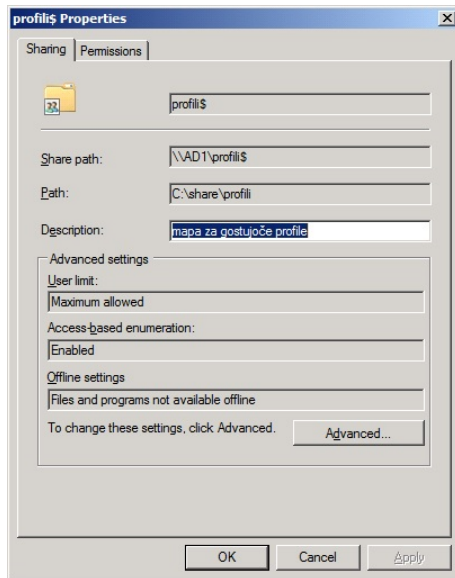 profili$ Properties
Sharing
Permissions
profili$
Share path:
\\AD1\profili$
Path:
C:\share\profili
Description:
mapa za gostujoče profile
Advanced settings
User limit:
Maximum allowed
Access-based enumeration:
Enabled
Offline settings
Files and programs not available offline
To change these settings, click Advanced.
Advanced...
OK
Cancel
Apply